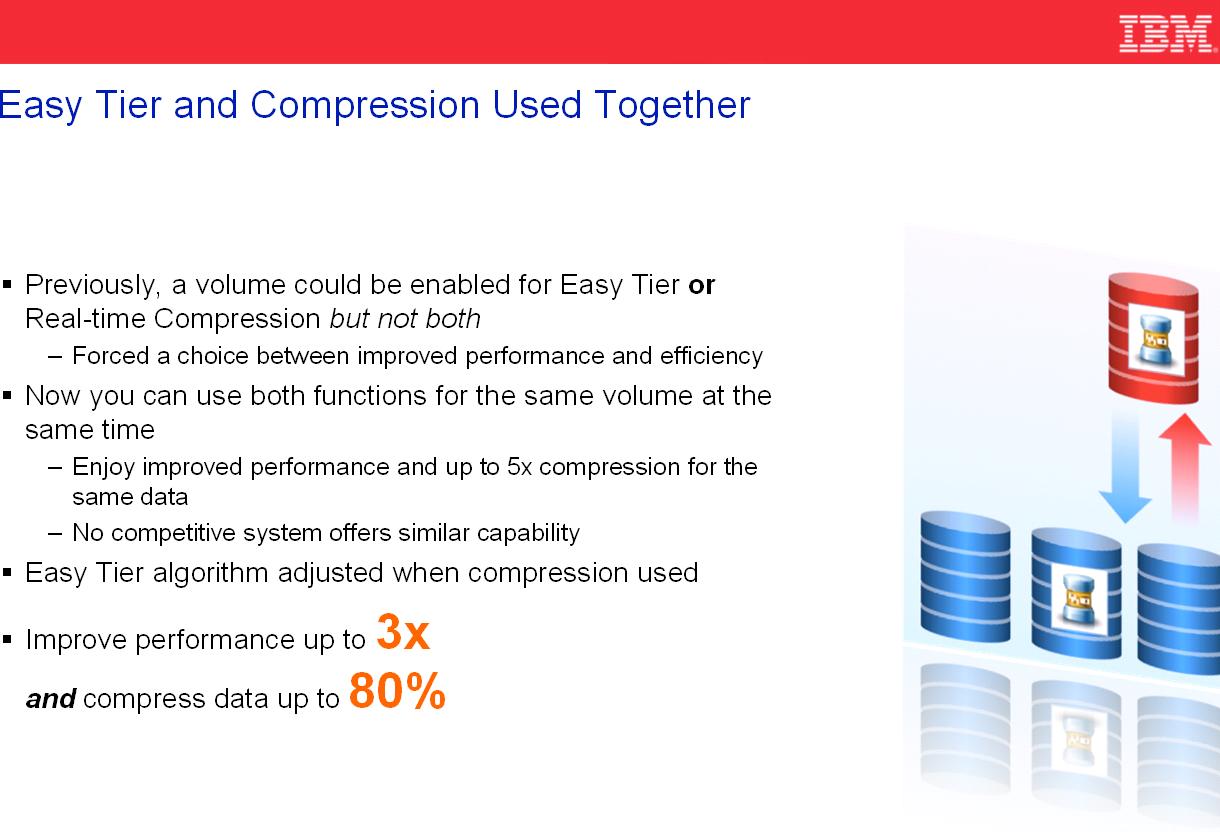 IBM.
Easy Tier and Compression Used Together
▪ Previously, a volume could be enabled for Easy Tier or
Real-time Compression but not both
– Forced a choice between improved performance and efficiency
▪ Now you can use both functions for the same volume at the
same time
– Enjoy improved performance and up to 5x compression for the
same data
– No competitive system offers similar capability
▪ Easy Tier algorithm adjusted when compression used
▪ Improve performance up to 3x
and compress data up to 80%